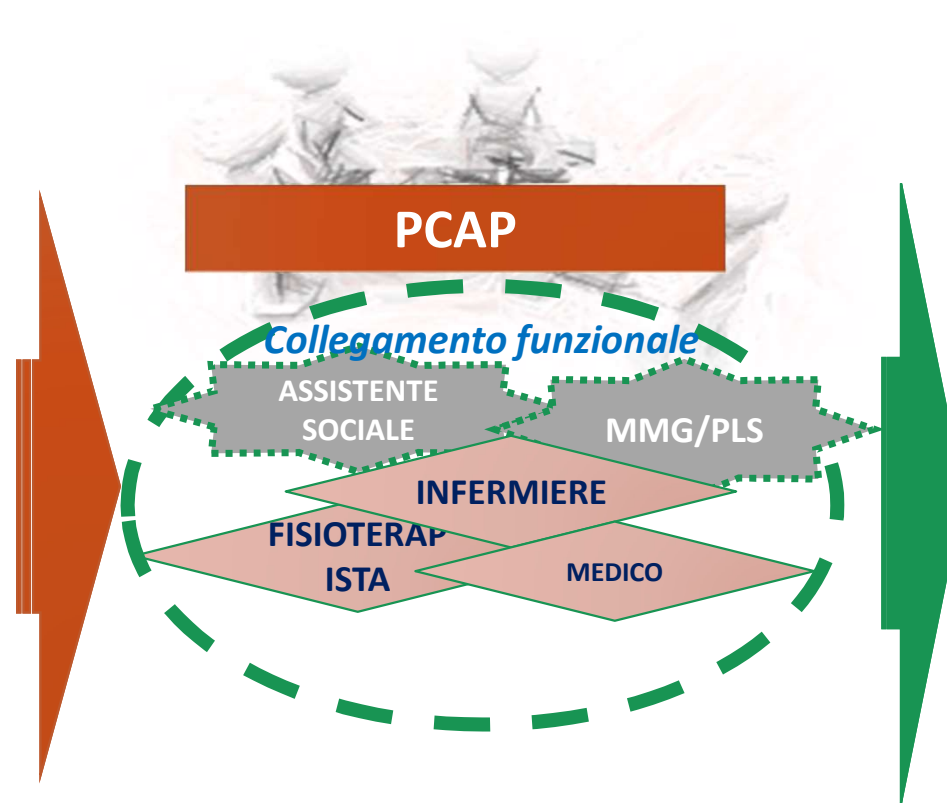 PCAP
Collegamento funzionale
ASSISTENTE
SOCIALE
MMG/PLS
INFERMIERE
FISIOTERAP
ISTA
MEDICO